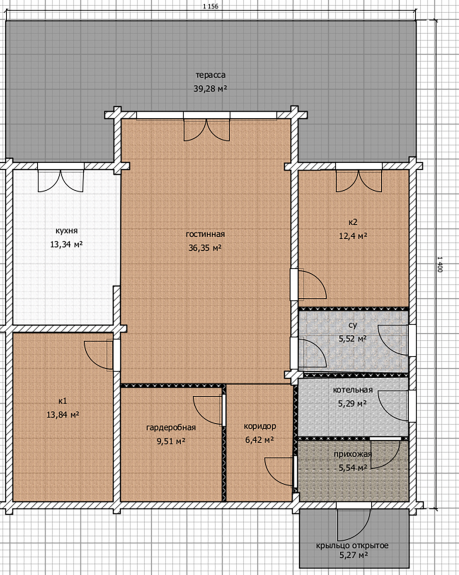 1 156
терасса
39,28 м²
кухня
13,34 м²
гостинная
36,35 м²
к2
12,4 м²
1 400
су
5,52 м²
к1
13,84 м²
гардеробная
9,51 м²
коридор
6,42 м²
котельная
5,29 м²
прихожая
5,54 м²
крыльцо открытое
5,27 м²